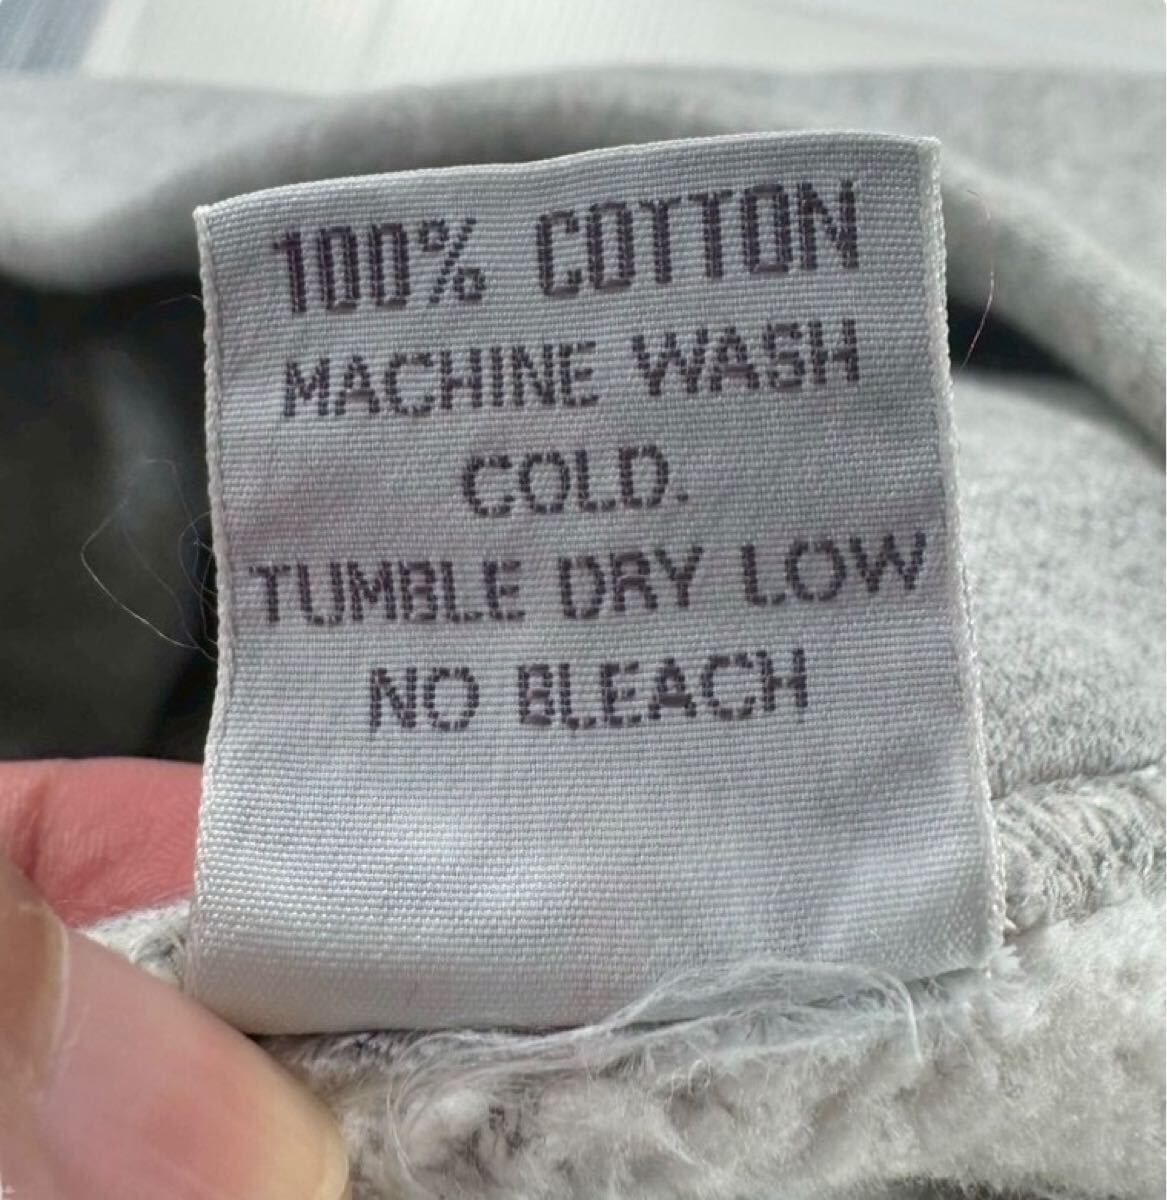 100% COTTON
MACHINE WASH
COLD.
TUMBLE DRY LOW
NO BLEACH